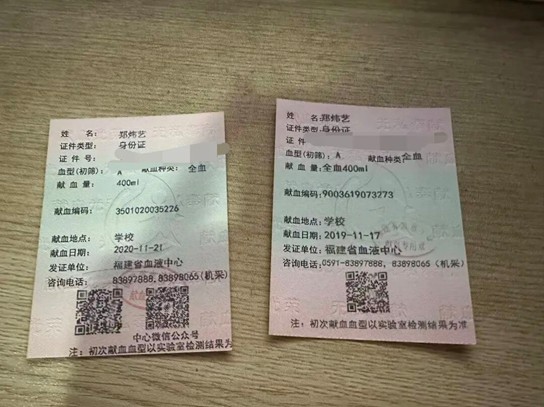 姓 名: 郑炜艺
证件类型: 身份证
证 件 号:
血型(初筛): A 献血种类: 全血
献 血 量: 400ml
献血编码: 3501020035226
献血地点: 学校
献血日期: 2020-11-21
发证单位: 福建省血液中心
咨询电话: 83897888,83898065(机采)
中心微信公众号
注: 初次献血血型以实验室检测结果为
姓 名: 郑炜艺
证件类型: 身份证
证 件
血型(初筛): A 献血种类: 全血
献 血 量: 全血400ml
献血编码: 9003619073273
献血地点: 学校
献血日期: 2019-11-17
发证单位: 福建省血液中心
咨询电话: 0591-83897888, 83898065(机采)
注: 初次献血血型以实验室检测结果为准